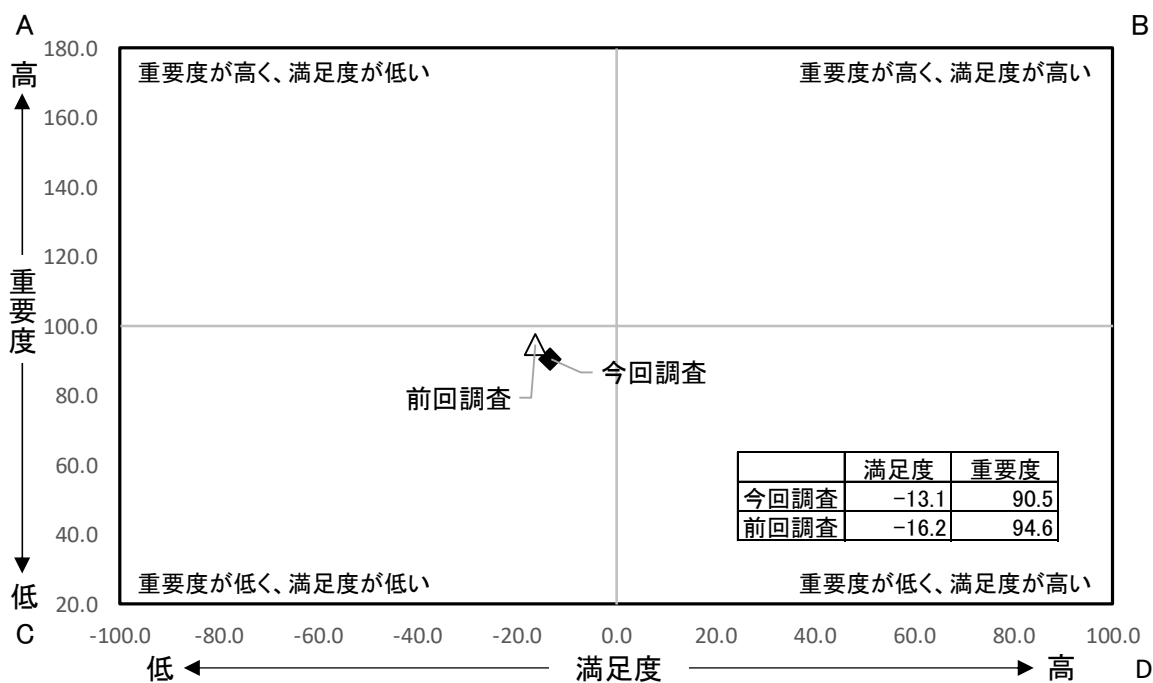 A
B
180.0
高
重要度が高く、満足度が低い
重要度が高く、満足度が高い
160.0
140.0
120.0
重要度
100.0
今回調査
前回調査
80.0
60.0
満足度 重要度
今回調査 -13.1 90.5
前回調査 -16.2 94.6
40.0
低
重要度が低く、満足度が低い
重要度が低く、満足度が高い
20.0
C
-100.0 -80.0 -60.0 -40.0 -20.0 0.0 20.0 40.0 60.0 80.0 100.0
低 満足度 高
D